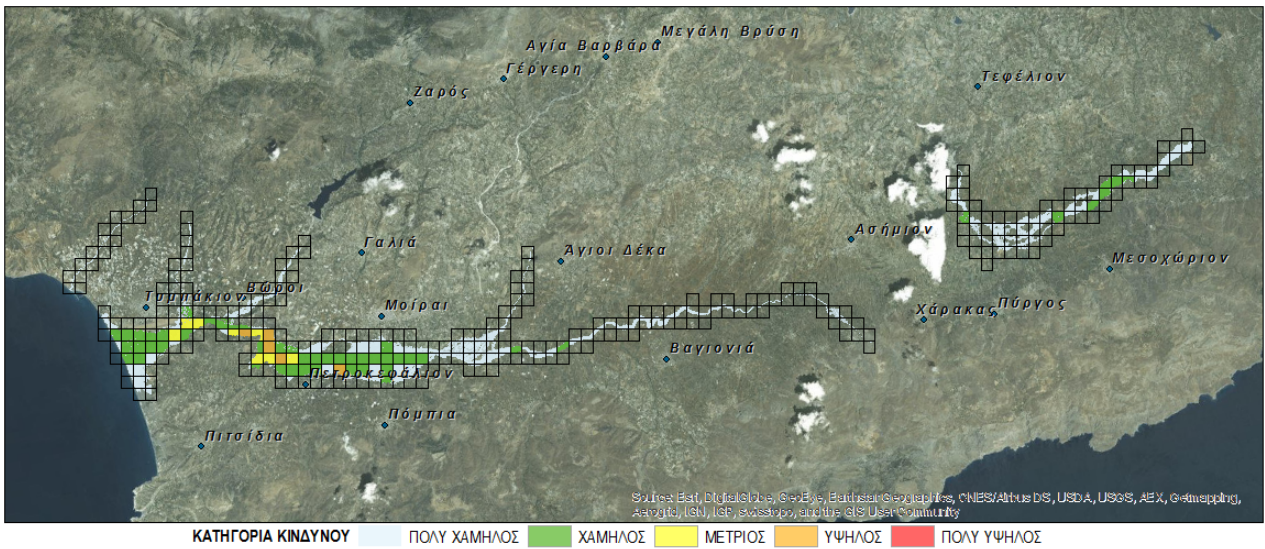 Μεγάλη Βρύση
Αγία Βαρβάρα
Γέργερη
Τεφέλιον
Ζαρός
Γαλιά
Άγιοι Δέκα
Ασήμιον
Μεσοχώριον
Βώροι
Τυμπάκιον
Μοίραι
Χάρακας
Πύργος
Βαγιονιά
Πετροκεφάλιον
Πόμπια
Πιτσίδια
Source: Esri, DigitalGlobe, GeoEye, Earthstar Geographics, CNES/Airbus DS, USDA, USGS, AEX, Getmapping,
Aerogrid, IGN, IGP, swisstopo, and the GIS User Community
ΚΑΤΗΓΟΡΙΑ ΚΙΝΔΥΝΟΥ ΠΟΛΥ ΧΑΜΗΛΟΣ ΧΑΜΗΛΟΣ ΜΕΤΡΙΟΣ ΥΨΗΛΟΣ ΠΟΛΥ ΥΨΗΛΟΣ